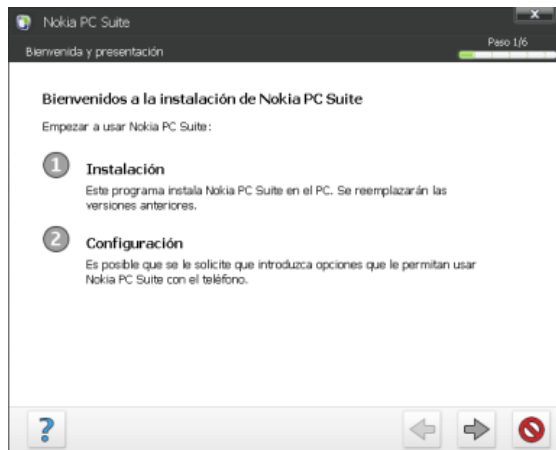 Nokia PC Suite
Bienvenida y presentación
Paso 1/6
Bienvenidos a la instalación de Nokia PC Suite
Empezar a usar Nokia PC Suite:
1
Instalación
Este programa instala Nokia PC Suite en el PC. Se reemplazarán las
versiones anteriores.
2
Configuración
Es posible que se le solicite que introduzca opciones que le permitan usar
Nokia PC Suite con el teléfono.
?